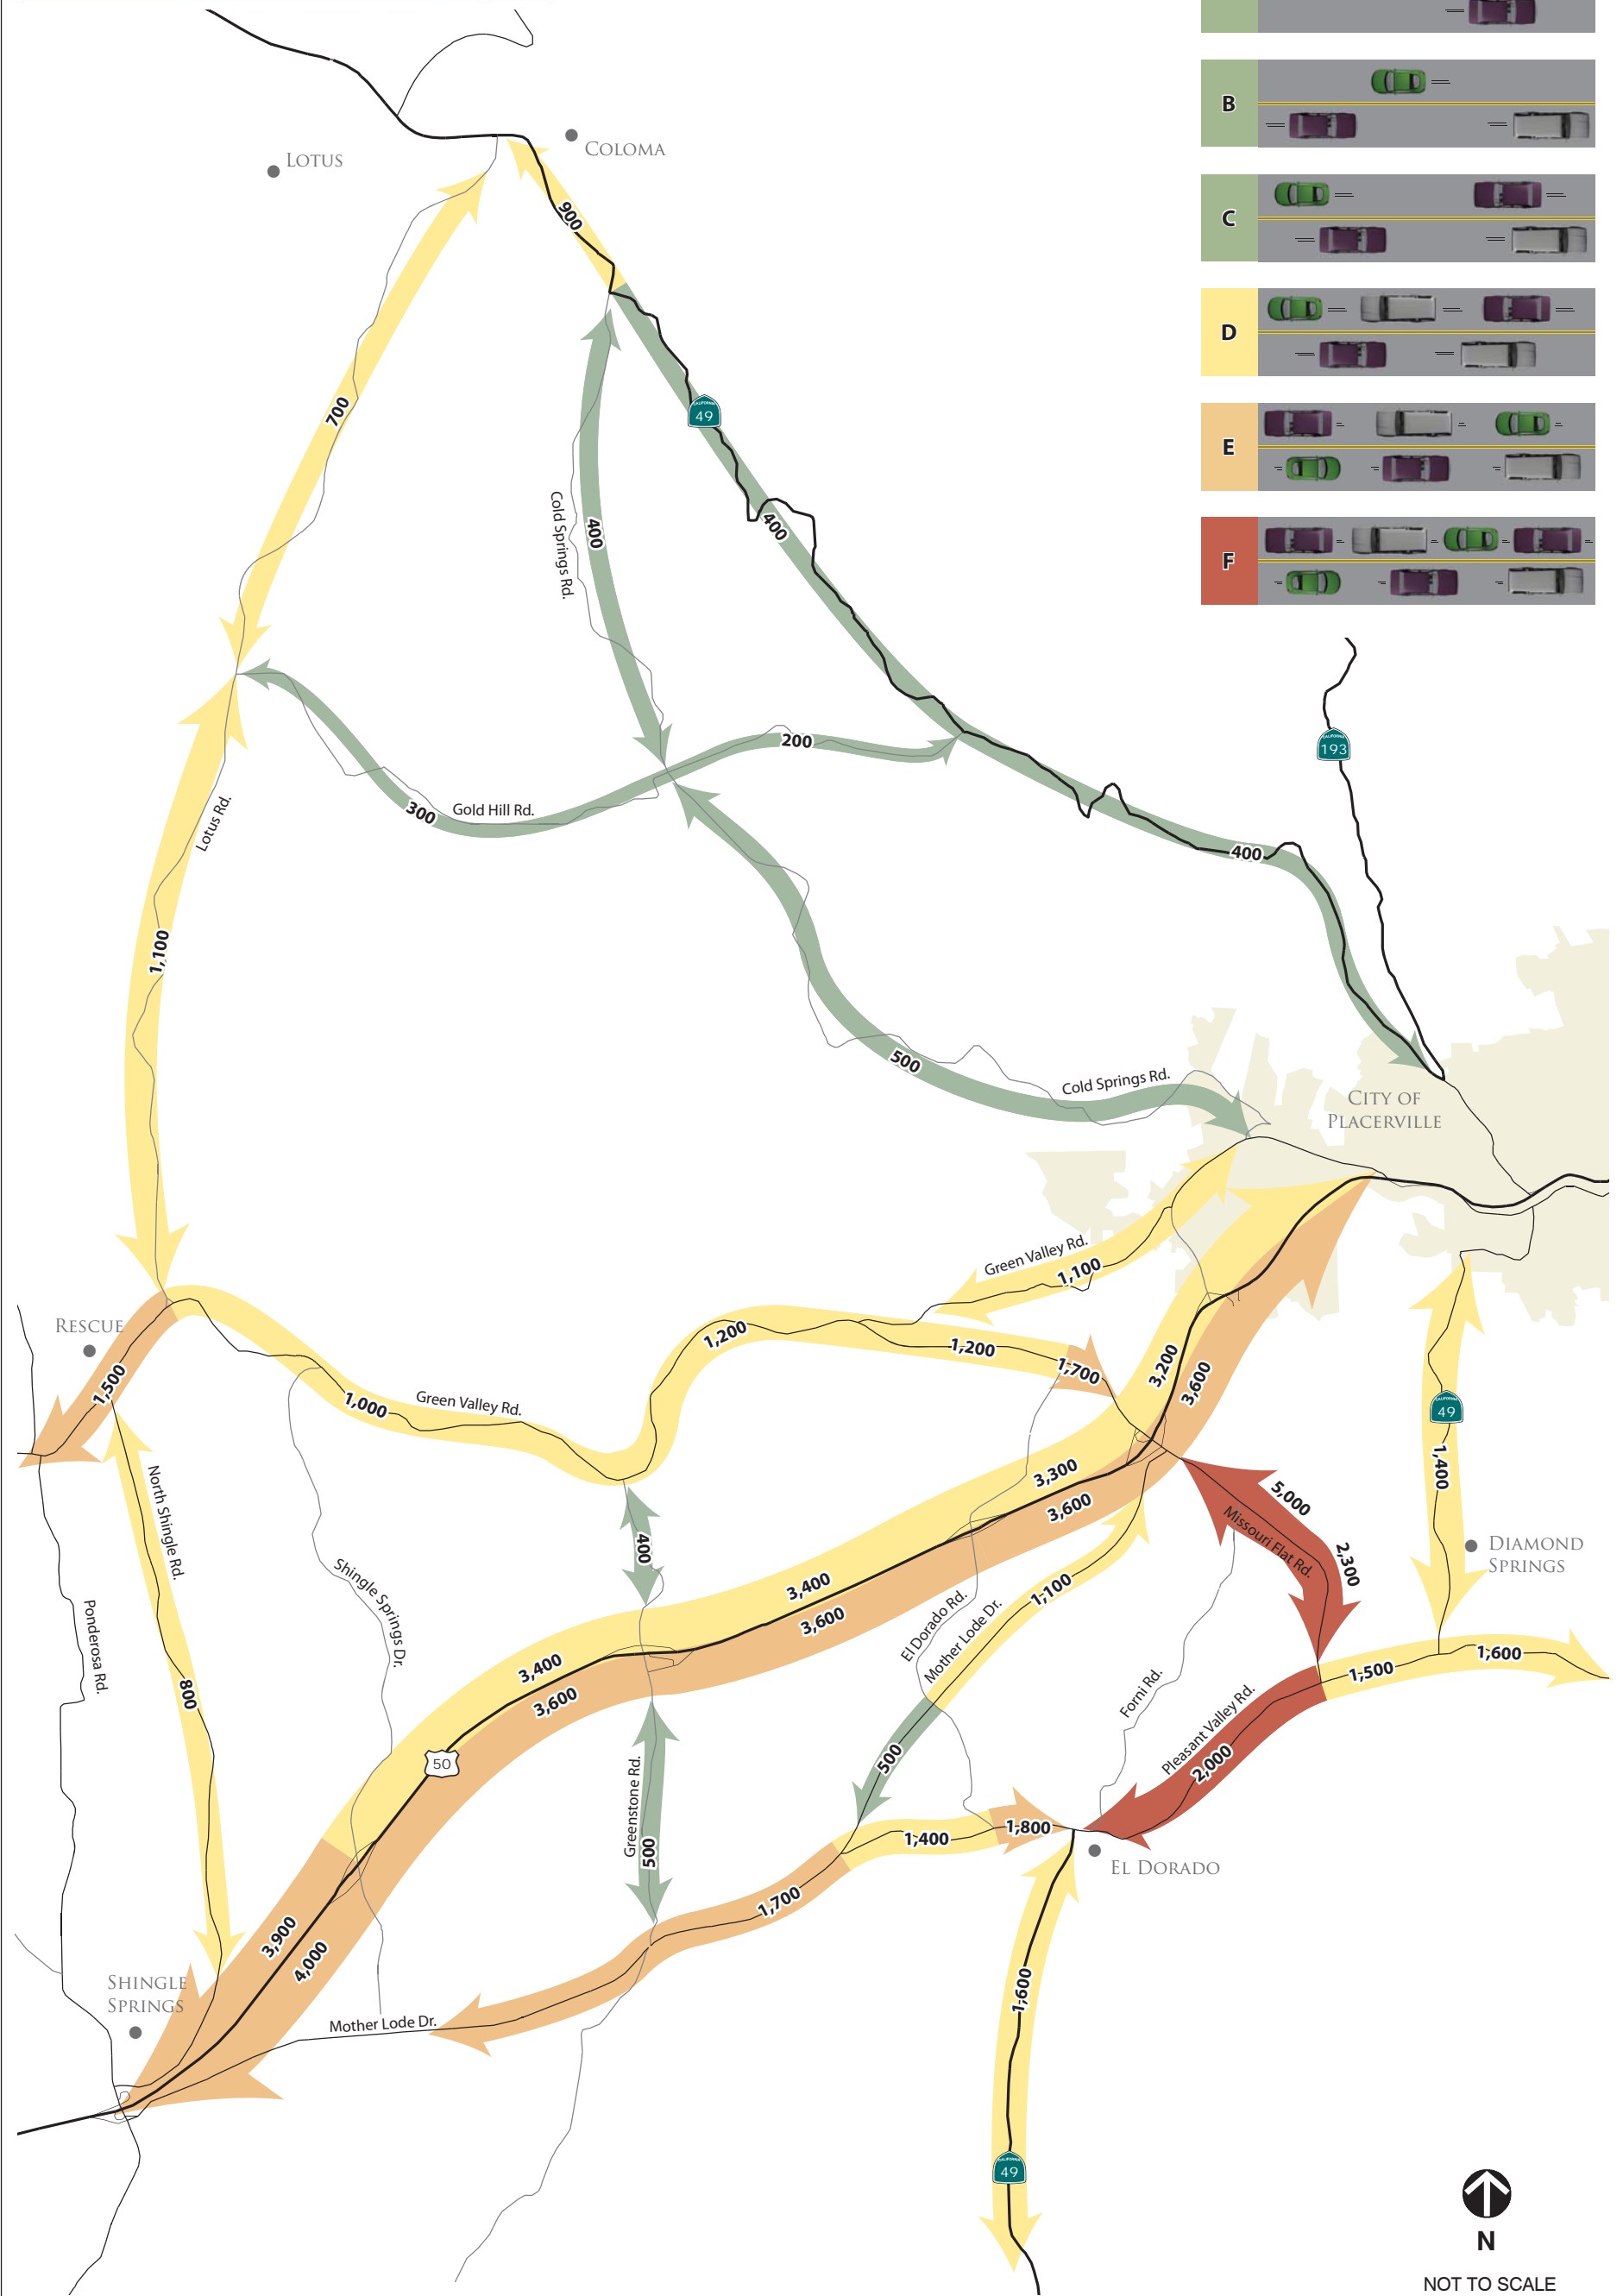 B
C
D
E
F
LOTUS
COLOMA
900
700
CALIFORNIA
49
400
Cold Springs Rd.
400
CALIFORNIA
193
200
300
Gold Hill Rd.
Lotus Rd.
400
1,100
500
Cold Springs Rd.
CITY OF
PLACERVILLE
Green Valley Rd.
1,100
RESCUE
1,200
1,200
1,700
3,200
3,600
1,500
1,000
Green Valley Rd.
CALIFORNIA
49
1,400
3,300
3,600
5,000
Missouri Flat Rd.
2,300
DIAMOND
SPRINGS
North Shingle Rd.
400
Shingle Springs Dr.
3,400
3,600
1,100
El Dorado Rd.
Mother Lode Dr.
Ponderosa Rd.
800
3,400
3,600
Forni Rd.
1,500
1,600
Pleasant Valley Rd.
2,000
50
500
Greenstone Rd.
500
1,400
1,800
EL DORADO
1,700
3,900
4,000
SHINGLE
SPRINGS
Mother Lode Dr.
1,600
CALIFORNIA
49
N
NOT TO SCALE